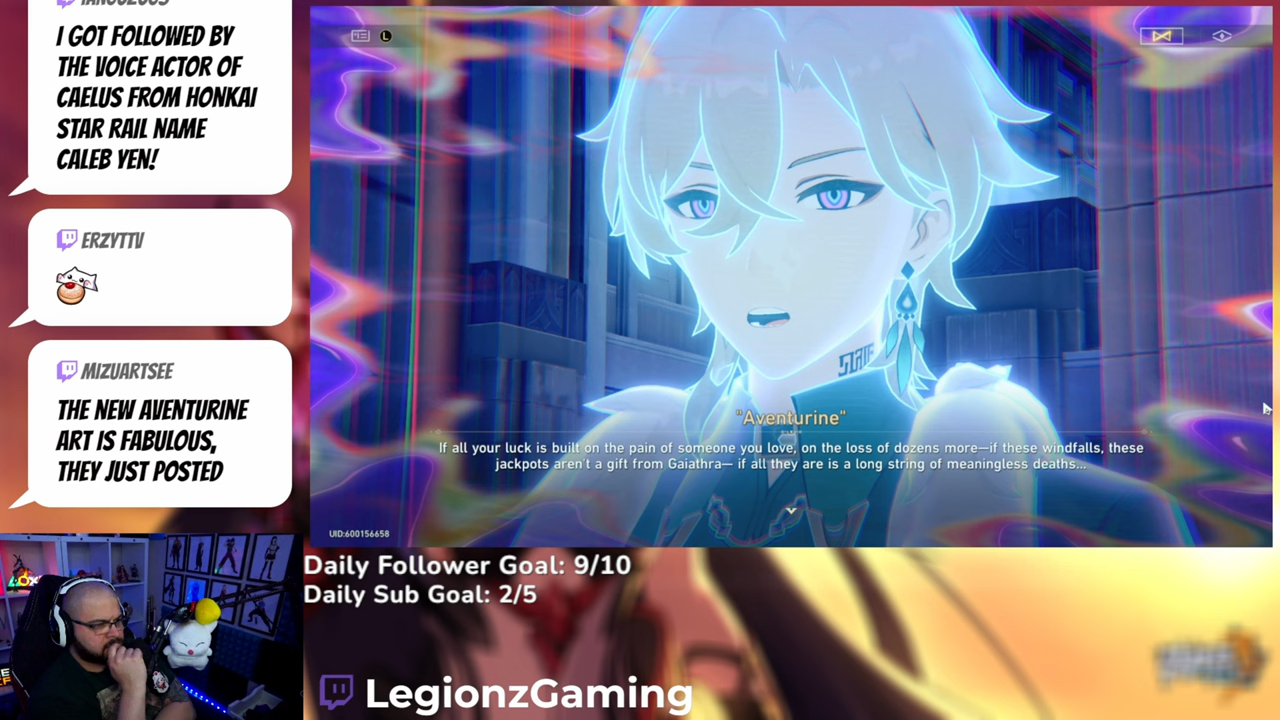 I GOT FOLLOWED BY
THE VOICE ACTOR OF
CAELUS FROM HONKAI
STAR RAIL NAME
CALEB YEN!
ERZYTTV
MIZUARTSEE
THE NEW AVENTURINE
ART IS FABULOUS,
THEY JUST POSTED
L
"Aventurine"
If all your luck is built on the pain of someone you love, on the loss of dozens more—if these windfalls, these
jackpots aren't a gift from Gaiathra— if all they are is a long string of meaningless deaths...
UID:600156658
Daily Follower Goal: 9/10
Daily Sub Goal: 2/5
LegionzGaming